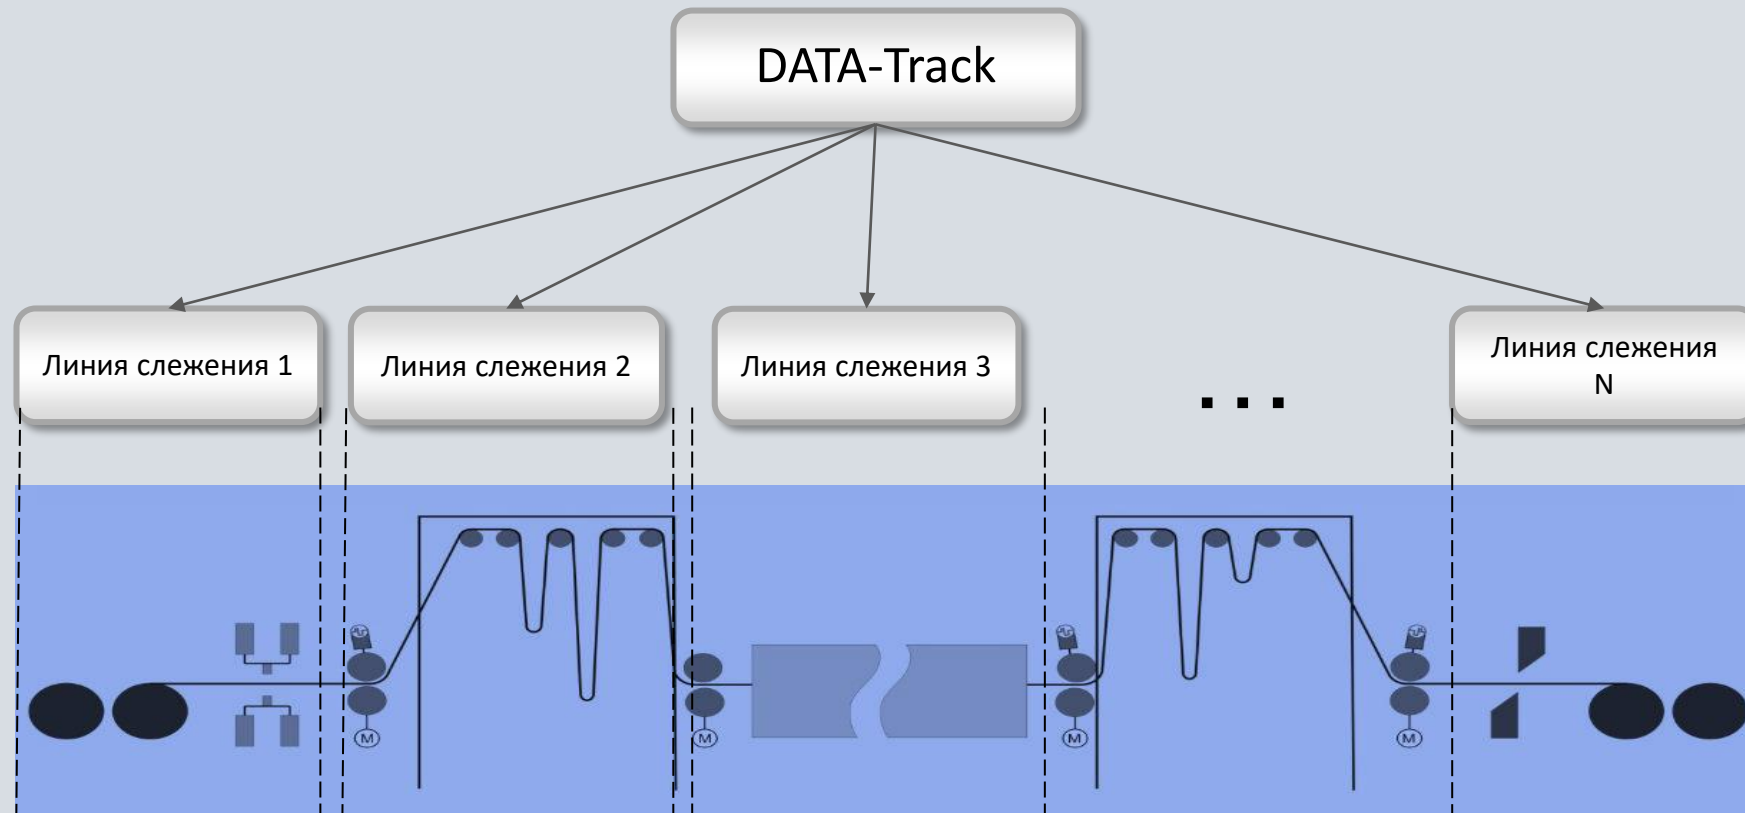 DATA-Track
Линия слежения 1
Линия слежения 2
Линия слежения 3
. . .
Линия слежения
N
M
M
M
M